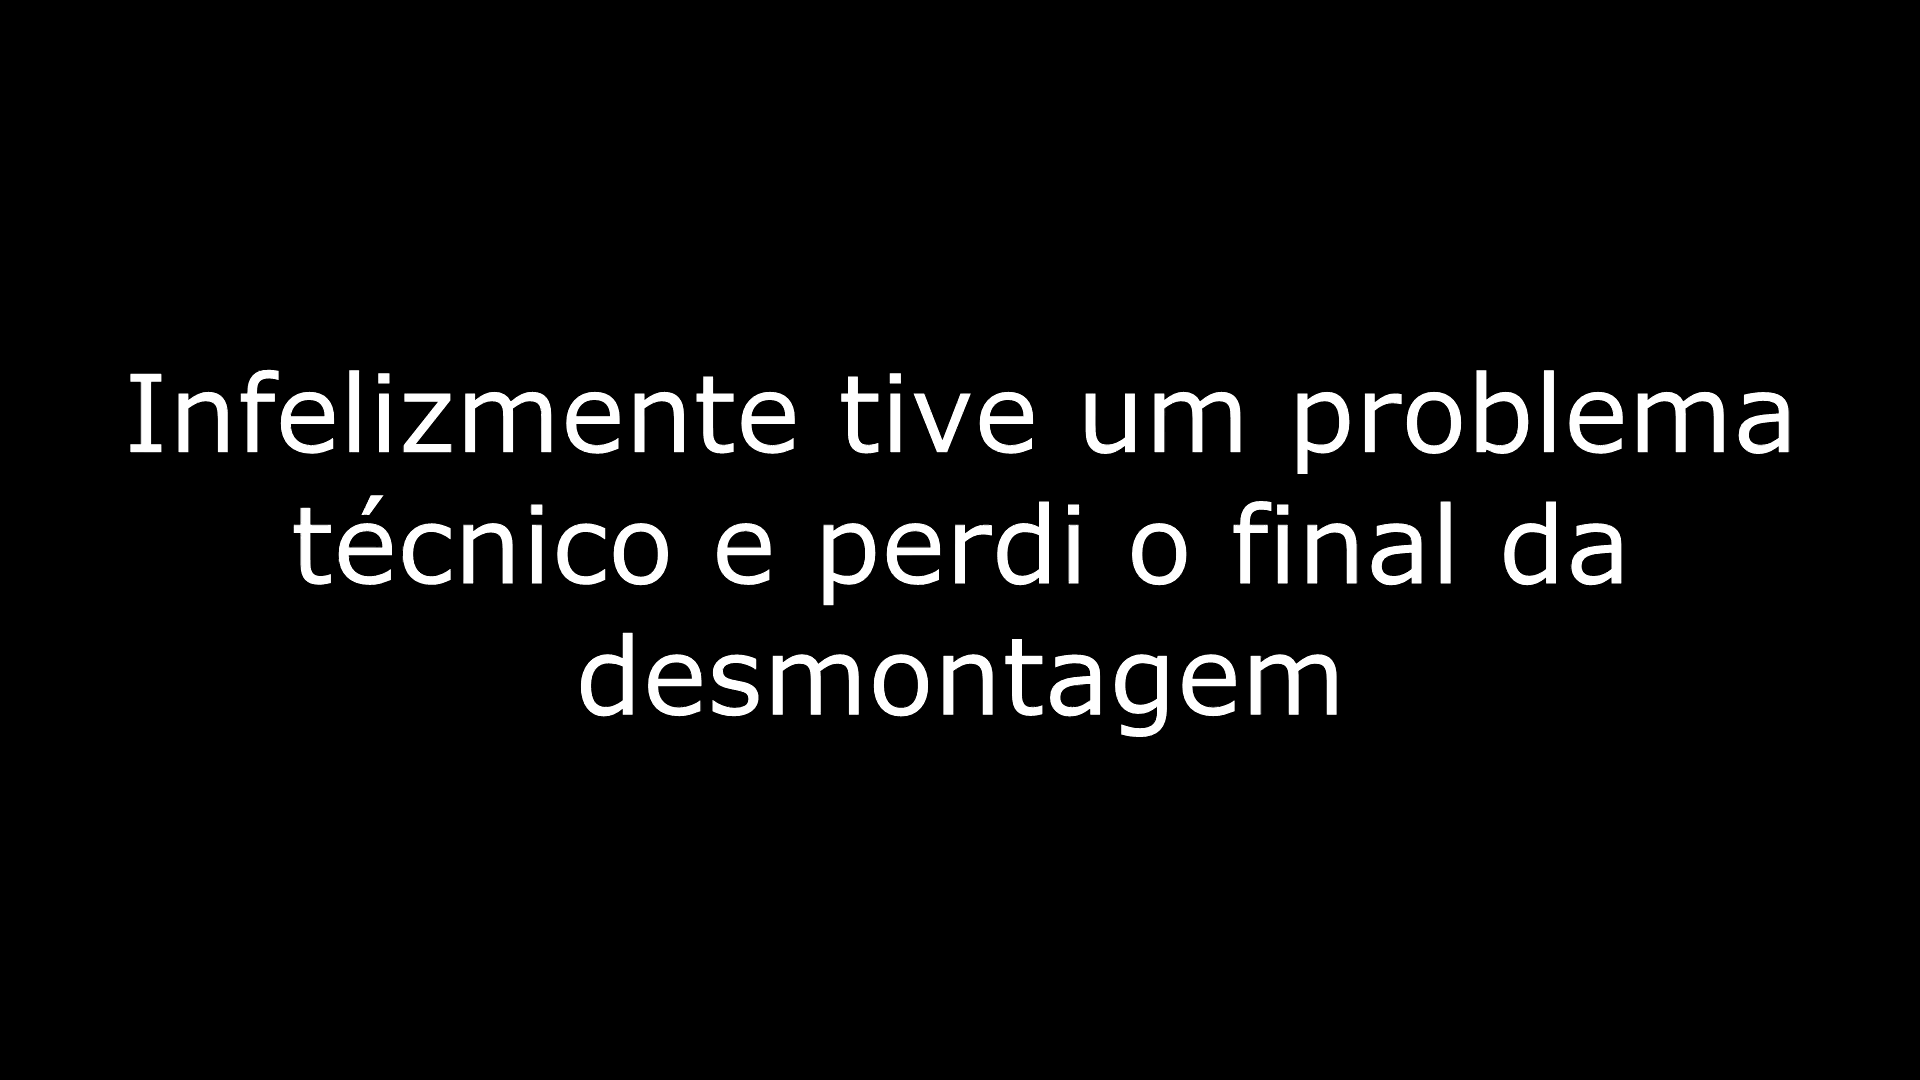 Infelizmente tive um problema
técnico e perdi o final da
desmontagem